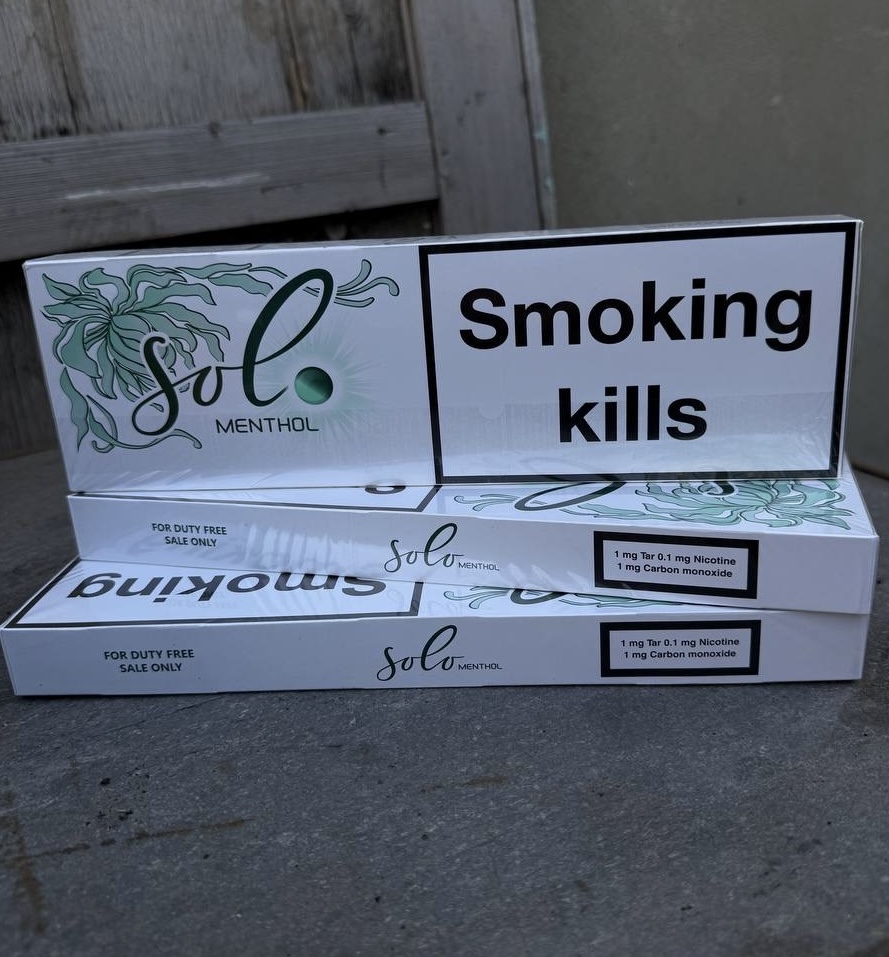 solo
MENTHOL
Smoking
kills
FOR DUTY FREE
SALE ONLY
solo MENTHOL
1 mg Tar 0.1 mg Nicotine
1 mg Carbon monoxide
Smoking
FOR DUTY FREE
SALE ONLY
solo MENTHOL
1 mg Tar 0.1 mg Nicotine
1 mg Carbon monoxide